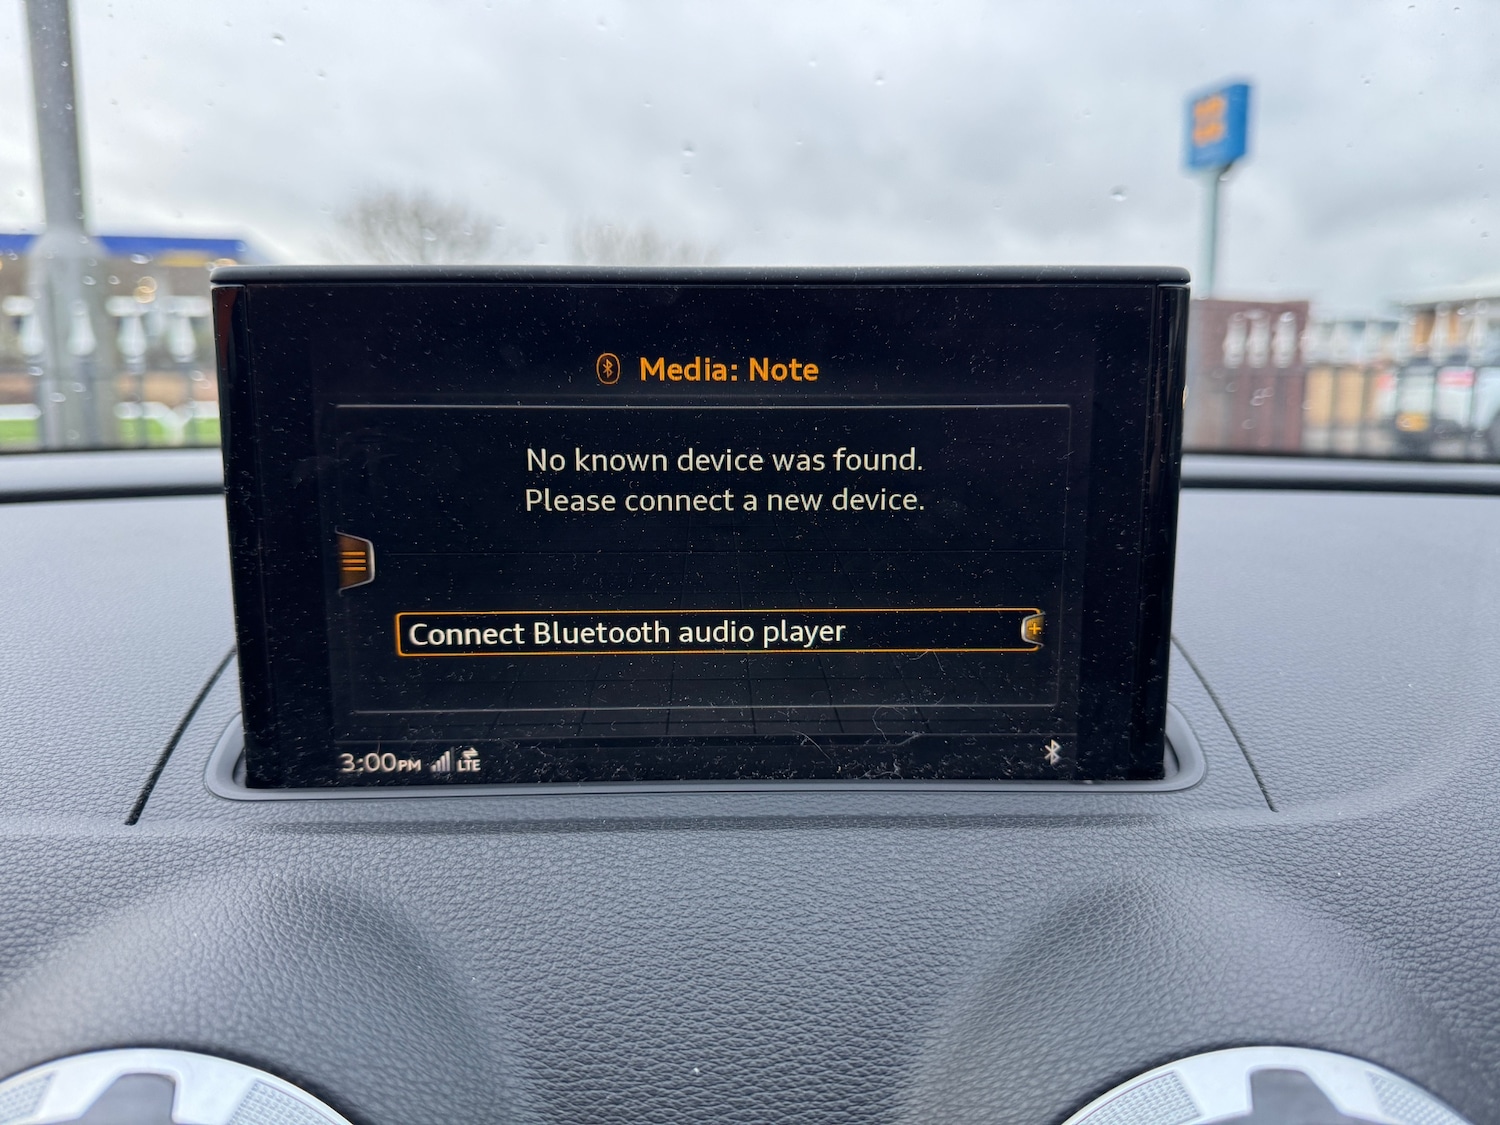 Media: Note
No known device was found.
Please connect a new device.
Connect Bluetooth audio player
3:00PM LTE